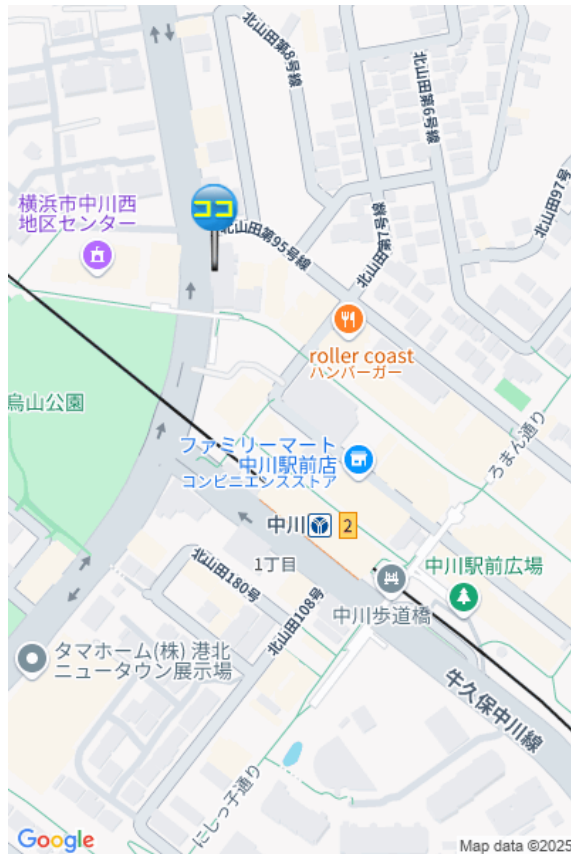 北山田第8号線
北山田第6号線
横浜市中川西
地区センター
ココ
北山田第95号線
北山田第7号線
北山田97号
roller coast
ハンバーガー
烏山公園
ろまん通り
ファミリーマート
中川駅前店
コンビニエンスストア
中川
2
1丁目
中川駅前広場
北山田180号
北山田108号
中川歩道橋
タマホーム(株) 港北
ニュータウン展示場
牛久保中川線
にしっ子通り
Google
Map data ©2025